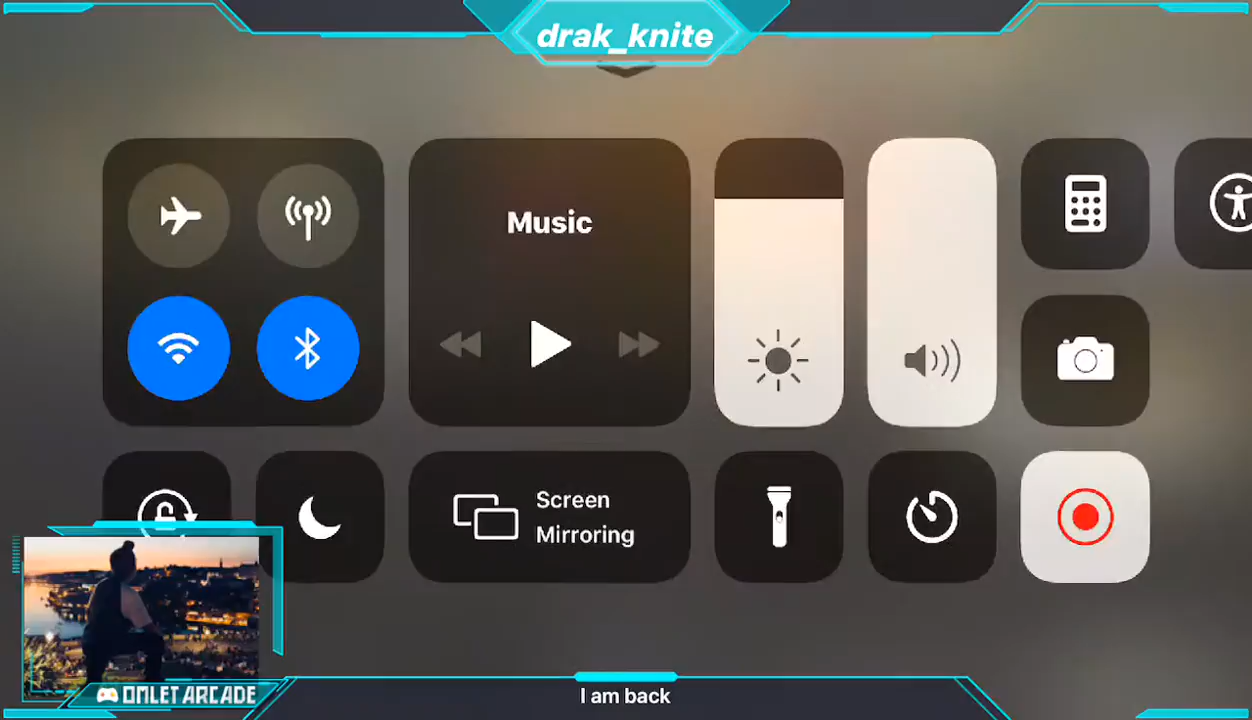 drak_knite
Music
Screen
Mirroring
OMLET ARCADE
I am back